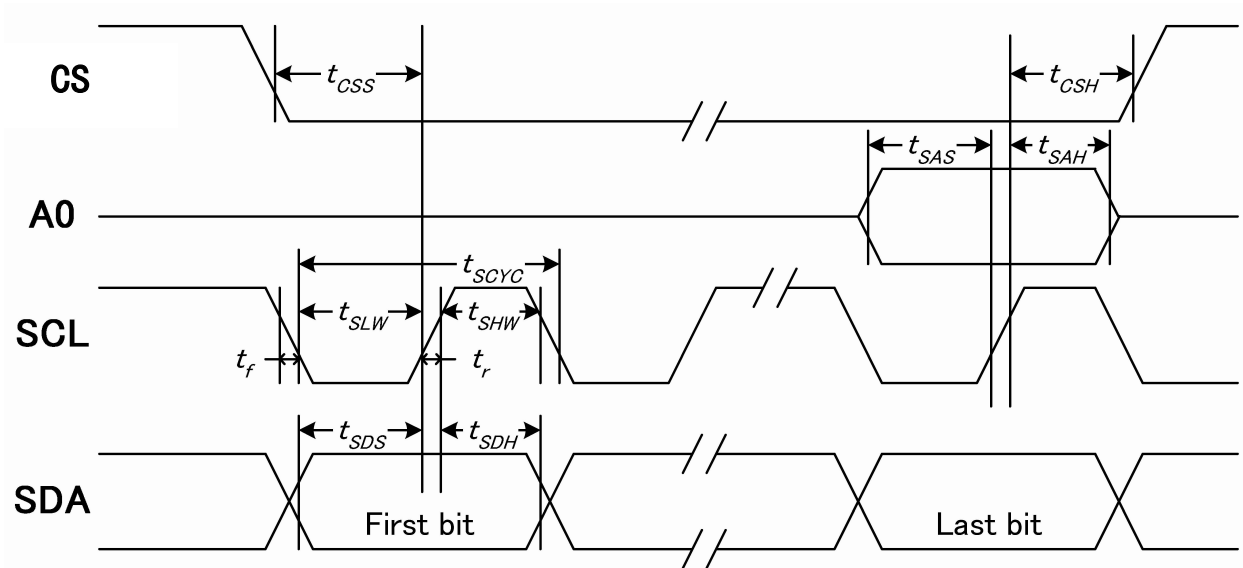 CS
tCSS
tCSH
tSAS
tSAH
A0
tSCYC
SCL
tSLW
tSHW
tf
tr
tSDS
tSDH
SDA
First bit
Last bit